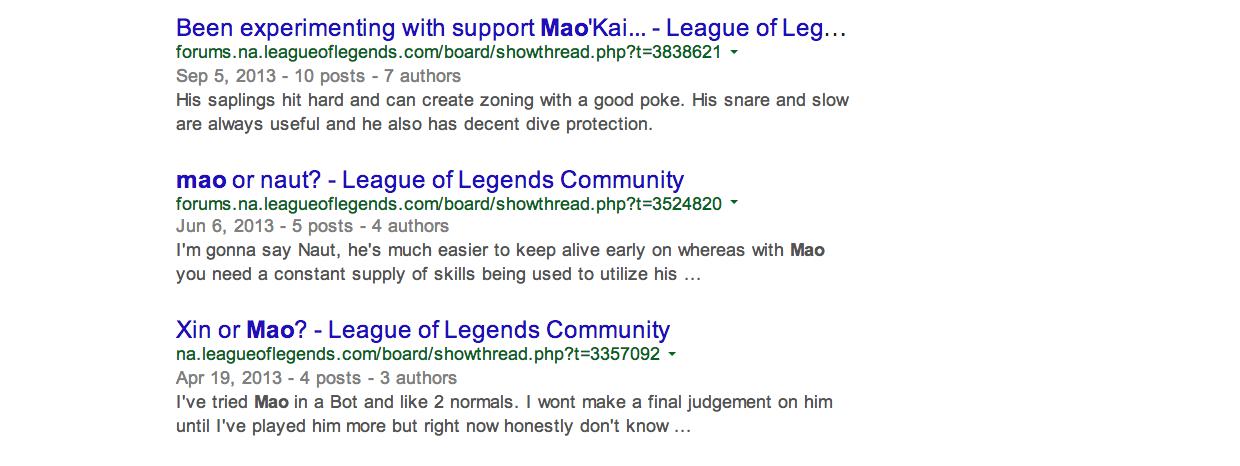 Been experimenting with support Mao'Kai... - League of Leg...
forums.na.leagueoflegends.com/board/showthread.php?t=3838621
Sep 5, 2013 - 10 posts - 7 authors
His saplings hit hard and can create zoning with a good poke. His snare and slow
are always useful and he also has decent dive protection.
mao or naut? - League of Legends Community
forums.na.leagueoflegends.com/board/showthread.php?t=3524820
Jun 6, 2013 - 5 posts - 4 authors
I'm gonna say Naut, he's much easier to keep alive early on whereas with Mao
you need a constant supply of skills being used to utilize his ...
Xin or Mao? - League of Legends Community
na.leagueoflegends.com/board/showthread.php?t=3357092
Apr 19, 2013 - 4 posts - 3 authors
I've tried Mao in a Bot and like 2 normals. I wont make a final judgement on him
until I've played him more but right now honestly don't know ...